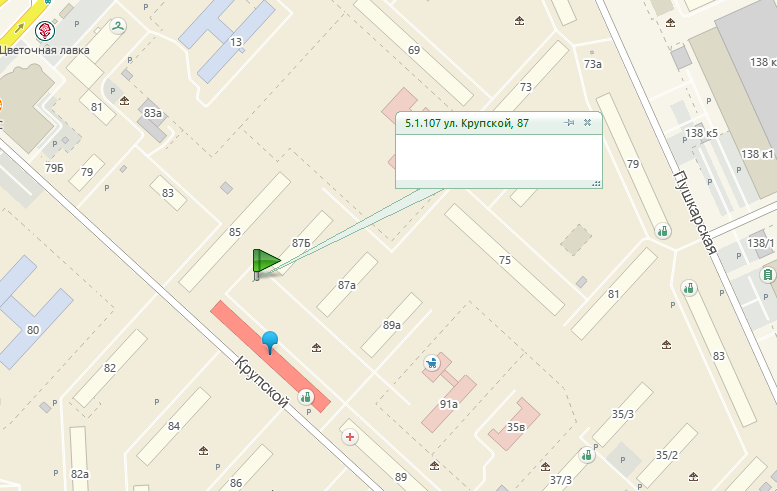 Цветочная лавка
13
69
73а
73
138 к
81
83а
5.1.107 ул. Крупской, 87
138 к5
138 к1
79Б
79
79
83
85
87Б
Пушкарская
138/1
75
87а
81
89а
80
83
82
Крупской
91а
84
35/3
35в
82а
86
89
37/3
35/2
P
P
P
P
P
P
P
P
P
P
P
P
P
P